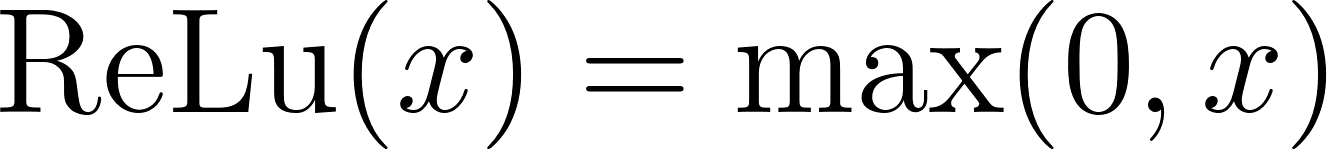 ReLu(x) = max(0, x)